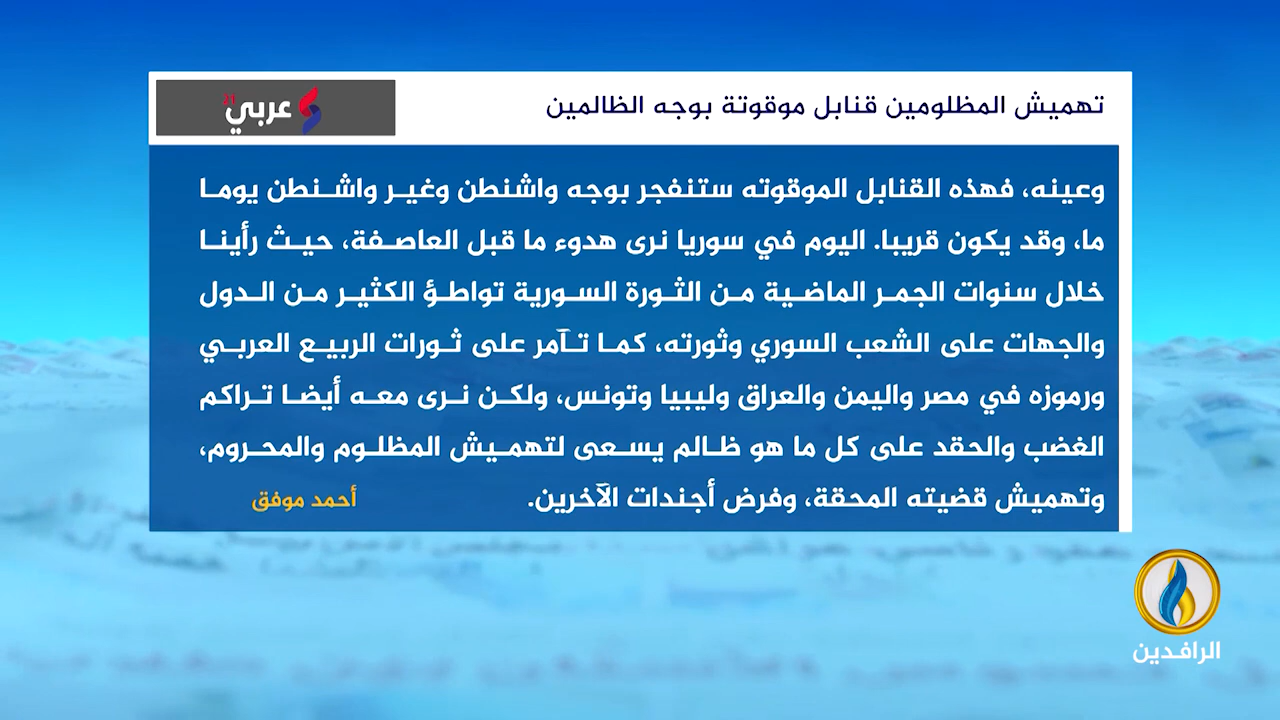 تهميش المظلومين قنابل موقوتة بوجه الظالمين
عربي 21
وعينه، فهذه القنابل الموقوته ستنفجر بوجه واشنطن وغير واشنطن يوما
ما، وقد يكون قريبا. اليوم في سوريا نرى هدوء ما قبل العاصفة، حيث رأينا
خلال سنوات الجمر الماضية من الثورة السورية تواطؤ الكثير من الدول
والجهات على الشعب السوري وثورته، كما تآمر على ثورات الربيع العربي
ورموزه في مصر واليمن والعراق وليبيا وتونس، ولكن نرى معه أيضا تراكم
الغضب والحقد على كل ما هو ظالم يسعى لتهميش المظلوم والمحروم،
وتهميش قضيته المحقة، وفرض أجندات الآخرين.
أحمد موفق
الرافدين